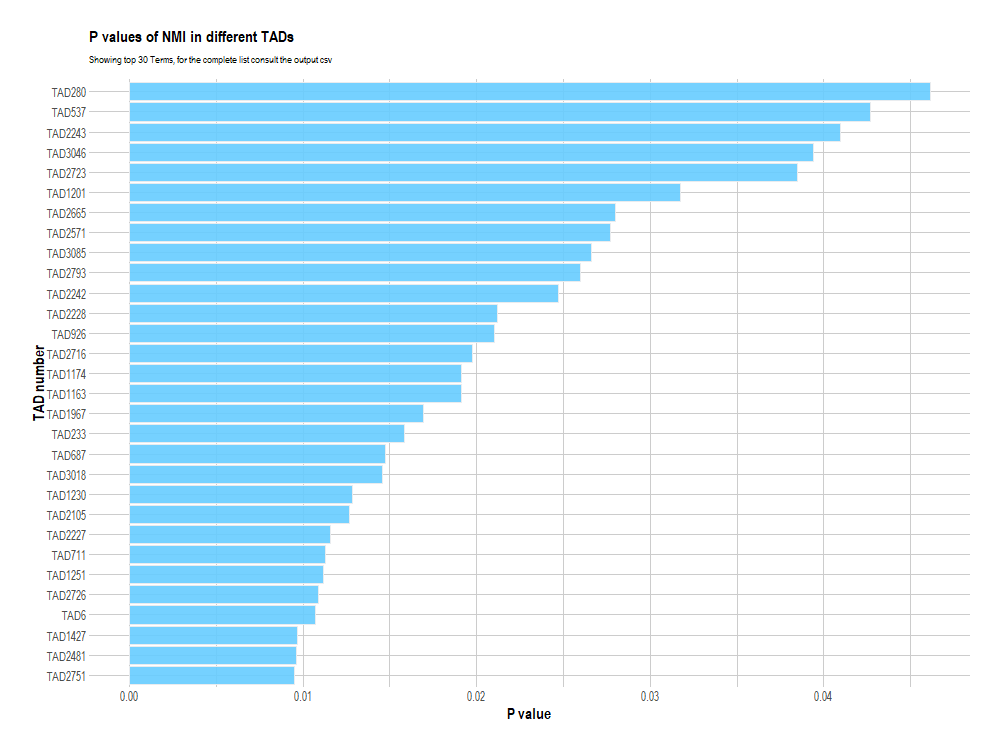 P values of NMI in different TADs
Showing top 30 Terms, for the complete list consult the output csv
TAD number
TAD280
TAD537
TAD2243
TAD3046
TAD2723
TAD1201
TAD2665
TAD2571
TAD3085
TAD2793
TAD2242
TAD2228
TAD926
TAD2716
TAD1174
TAD1163
TAD1967
TAD233
TAD687
TAD3018
TAD1230
TAD2105
TAD2227
TAD711
TAD1251
TAD2726
TAD6
TAD1427
TAD2481
TAD2751
0.00 0.01 0.02 0.03 0.04
P value